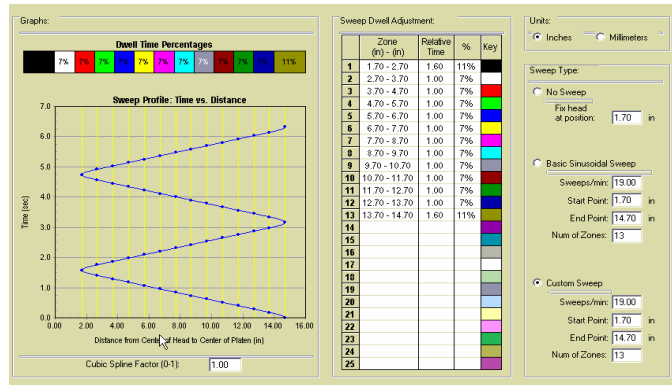 Graphs:
Dwell Time Percentages
7% 7% 7% 7% 7% 7% 7% 7% 7% 7% 7% 11%
Sweep Profile: Time vs. Distance
7.0
6.0
5.0
4.0
3.0
2.0
1.0
0.0
Time (sec)
0.00 2.00 4.00 6.00 8.00 10.00 12.00 14.00 16.00
Distance from Center of Head to Center of Platen (in)
Cubic Spline Factor (0-1): 1.00
Sweep Dwell Adjustment:
Zone (in) - (in) Relative Time % Key
1 1.70 - 2.70 1.60 11%
2 2.70 - 3.70 1.00 7%
3 3.70 - 4.70 1.00 7%
4 4.70 - 5.70 1.00 7%
5 5.70 - 6.70 1.00 7%
6 6.70 - 7.70 1.00 7%
7 7.70 - 8.70 1.00 7%
8 8.70 - 9.70 1.00 7%
9 9.70 - 10.70 1.00 7%
10 10.70 - 11.70 1.00 7%
11 11.70 - 12.70 1.00 7%
12 12.70 - 13.70 1.00 7%
13 13.70 - 14.70 1.60 11%
14
15
16
17
18
19
20
21
22
23
24
25
Units:
Inches Millimeters
Sweep Type:
No Sweep
Fix head
at position: 1.70 in
Basic Sinusoidal Sweep
Sweeps/min: 19.00
Start Point: 1.70 in
End Point: 14.70 in
Num of Zones: 13
Custom Sweep
Sweeps/min: 19.00
Start Point: 1.70 in
End Point: 14.70 in
Num of Zones: 13